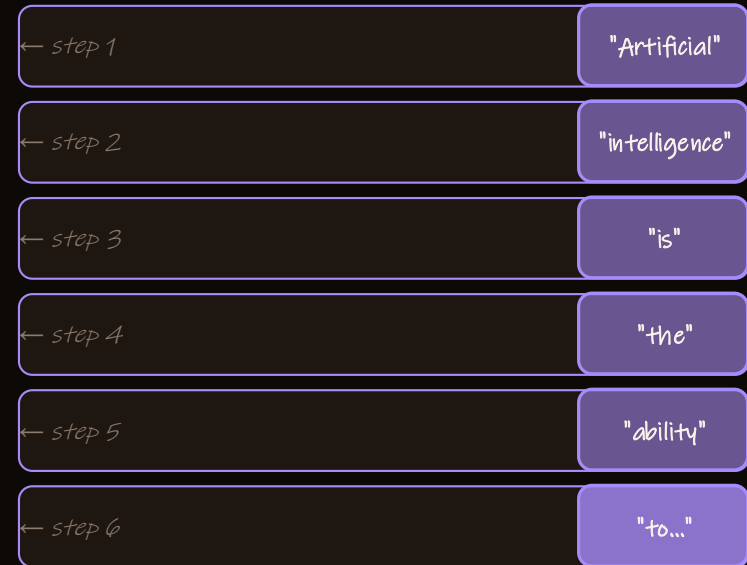 ← step 1 "Artificial"
← step 2 "intelligence"
← step 3 "is"
← step 4 "the"
← step 5 "ability"
← step 6 "to..."